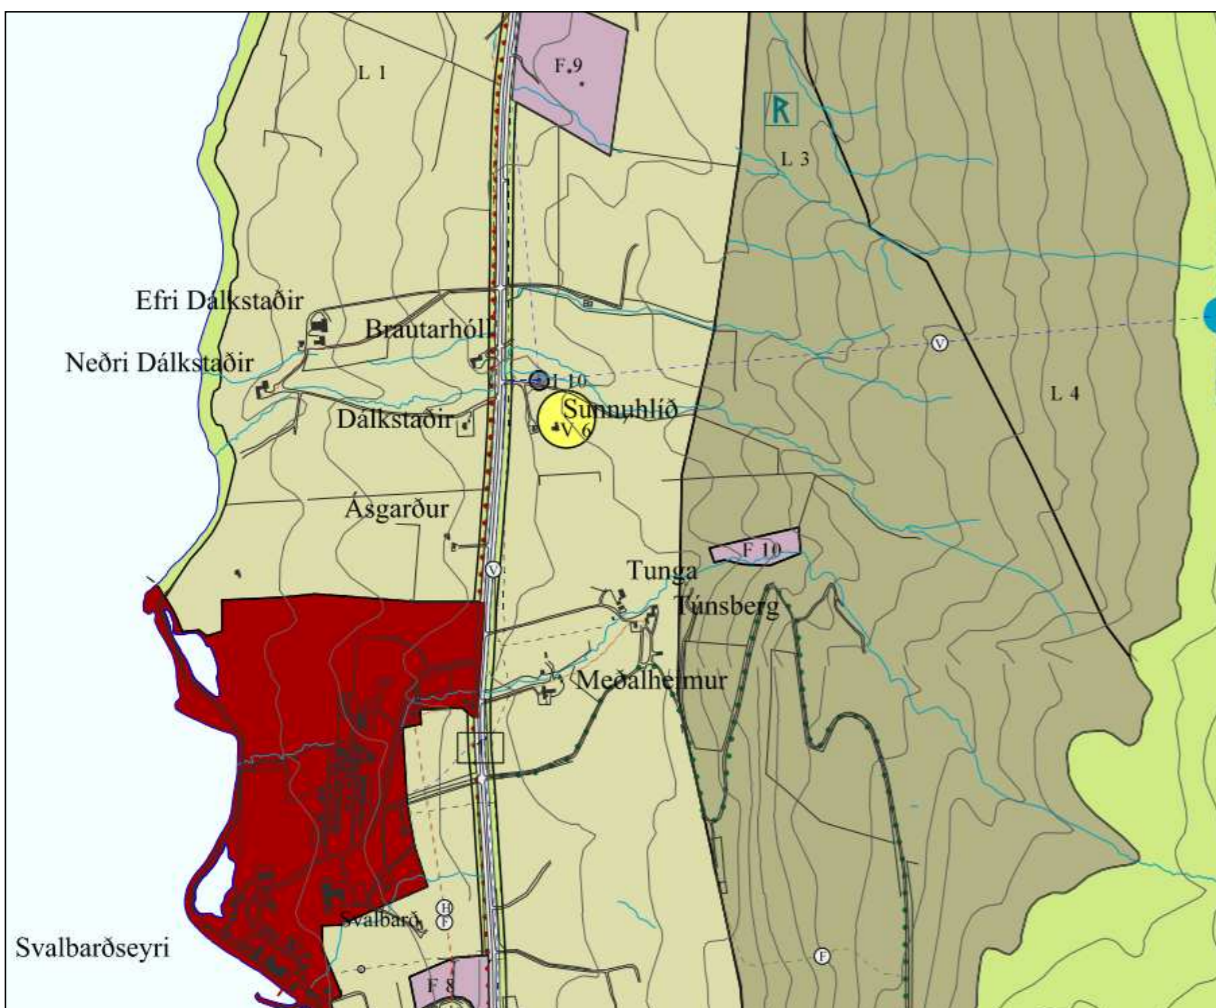 F 9
L 1
R
L 3
Efri Dálkstaðir
Brautarhóll
V
Neðri Dálkstaðir
I 10
L 4
Sunnuhlíð
Dálkstaðir
V 6
Ásgarður
F 10
V
Tunga
Túnsberg
Meðalheimur
H
Svalbarð
F
Svalbarðseyri
F
F 8